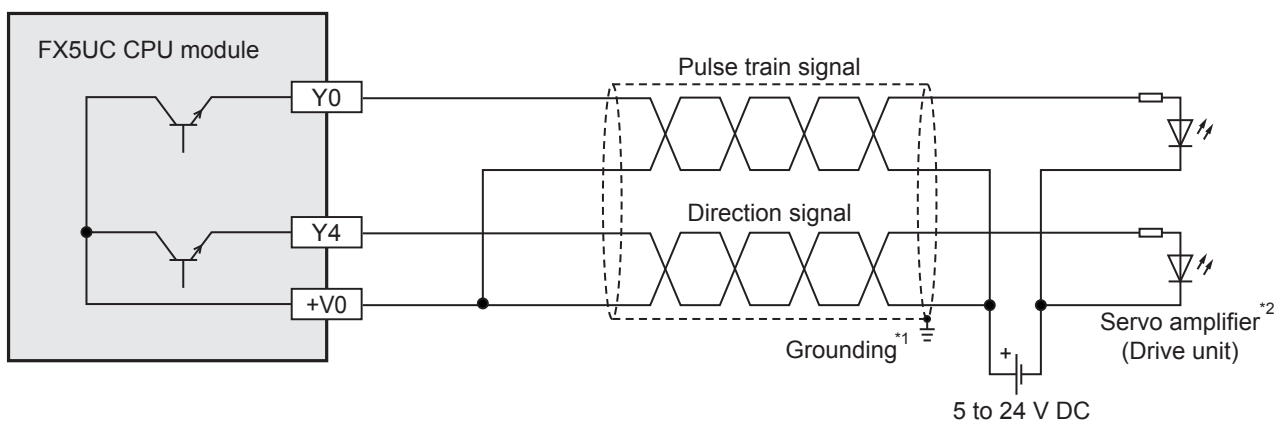 FX5UC CPU module
Pulse train signal
Y0
Direction signal
Y4
+V0
Grounding*1
Servo amplifier*2
(Drive unit)
+
5 to 24 V DC